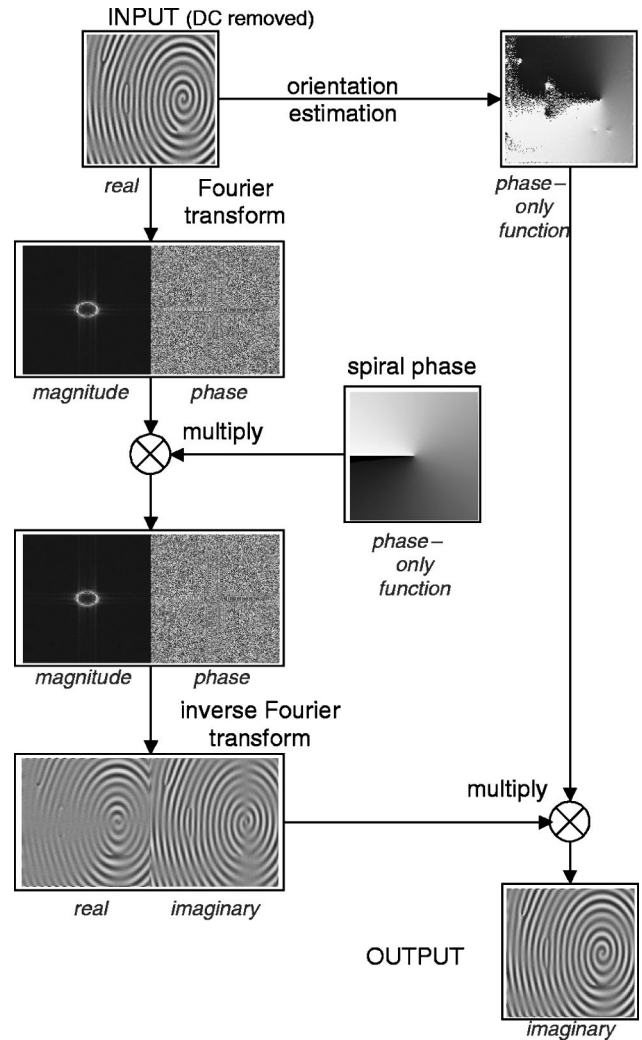 INPUT (DC removed)
orientation
estimation
real
phase–
only
function
Fourier
transform
magnitude
phase
spiral phase
multiply
phase–
only
function
magnitude
phase
inverse Fourier
transform
multiply
real
imaginary
OUTPUT
imaginary